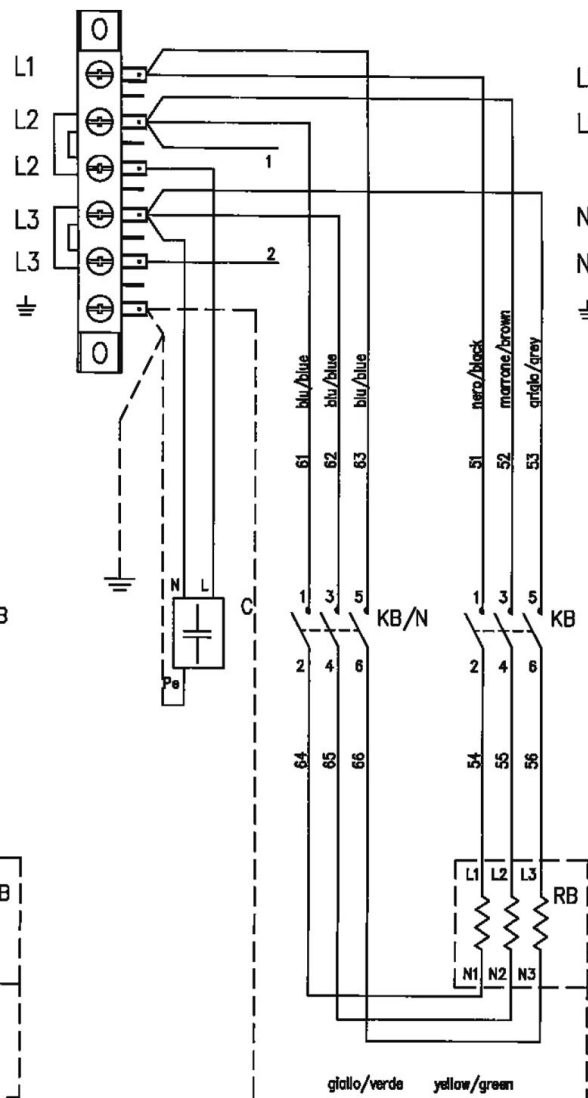 L1
L2
L2
L3
L3
1
2
blu/blue
blu/blue
blu/blue
nero/black
marrone/brown
grigio/grey
61
62
63
51
52
53
N
L
C
Pe
1
3
5
KB/N
2
4
6
1
3
5
KB
2
4
6
64
65
66
54
55
56
L1
L2
L3
RB
N1
N2
N3
giallo/verde
yellow/green
L
L
N
N
B
B